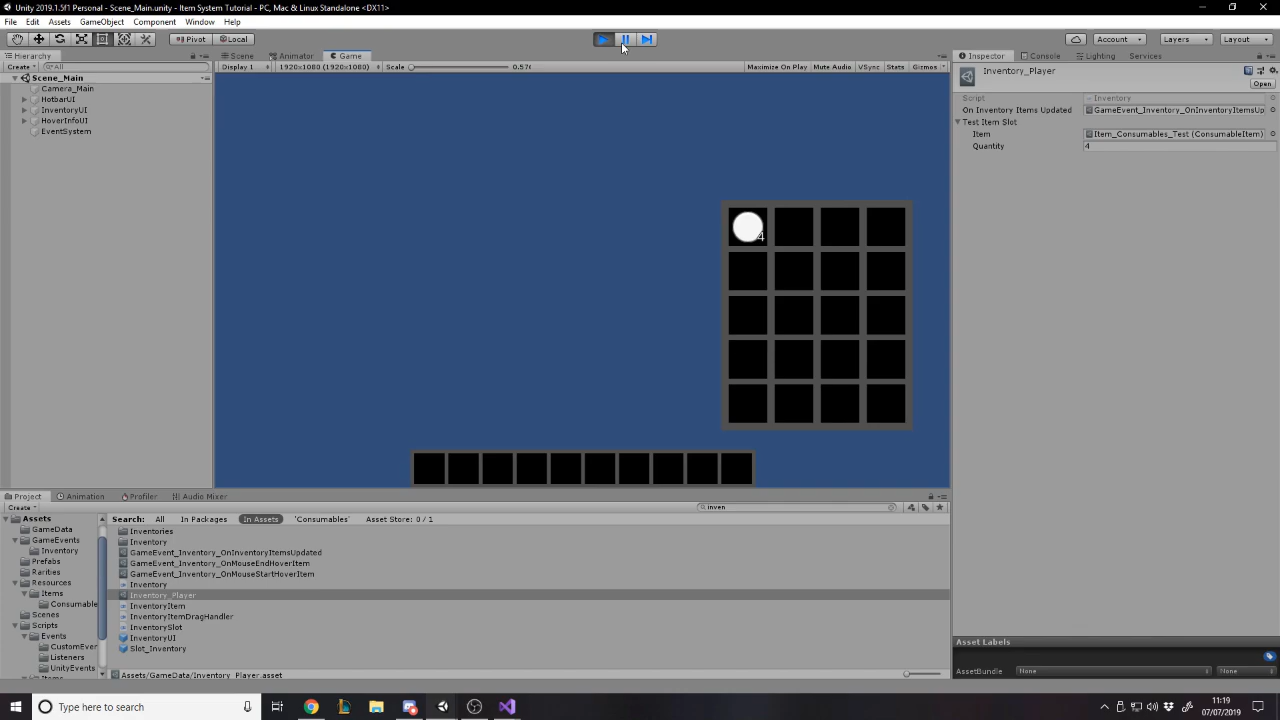 Unity 2019.1.5f1 Personal - Scene_Main.unity - Item System Tutorial - PC, Mac & Linux Standalone <DX11>
File Edit Assets GameObject Component Window Help
Pivot Local Account Layers Layout
Hierarchy Scene Animator Game Inspector Console Lighting Services
Create All Display 1 1920x1080 (1920x1080) Scale 0.576 Maximize On Play Mute Audio VSync Stats Gizmos
Inventory_Player
Open
Scene_Main
Camera_Main
HotbarUI
InventoryUI
HoverInfoUI
EventSystem
Script Inventory
On Inventory Items Updated GameEvent_Inventory_OnInventoryItemsUp
Test Item Slot
Item Item_Consumables_Test (ConsumableItem)
Quantity 4
4
Project Animation Profiler Audio Mixer
Create inven
Search: All In Packages In Assets 'Consumables' Asset Store: 0 / 1
Assets
GameData
GameEvents
Inventory
Prefabs
Rarities
Resources
Items
Consumable
Scenes
Scripts
Events
CustomEver
Listeners
UnityEvents
Inventories
Inventory
GameEvent_Inventory_OnInventoryItemsUpdated
GameEvent_Inventory_OnMouseEndHoverItem
GameEvent_Inventory_OnMouseStartHoverItem
Inventory
Inventory_Player
InventoryItem
InventoryItemDragHandler
InventorySlot
InventoryUI
Slot_Inventory
Assets/GameData/Inventory_Player.asset
Asset Labels
AssetBundle None None
Type here to search
11:19
07/07/2019